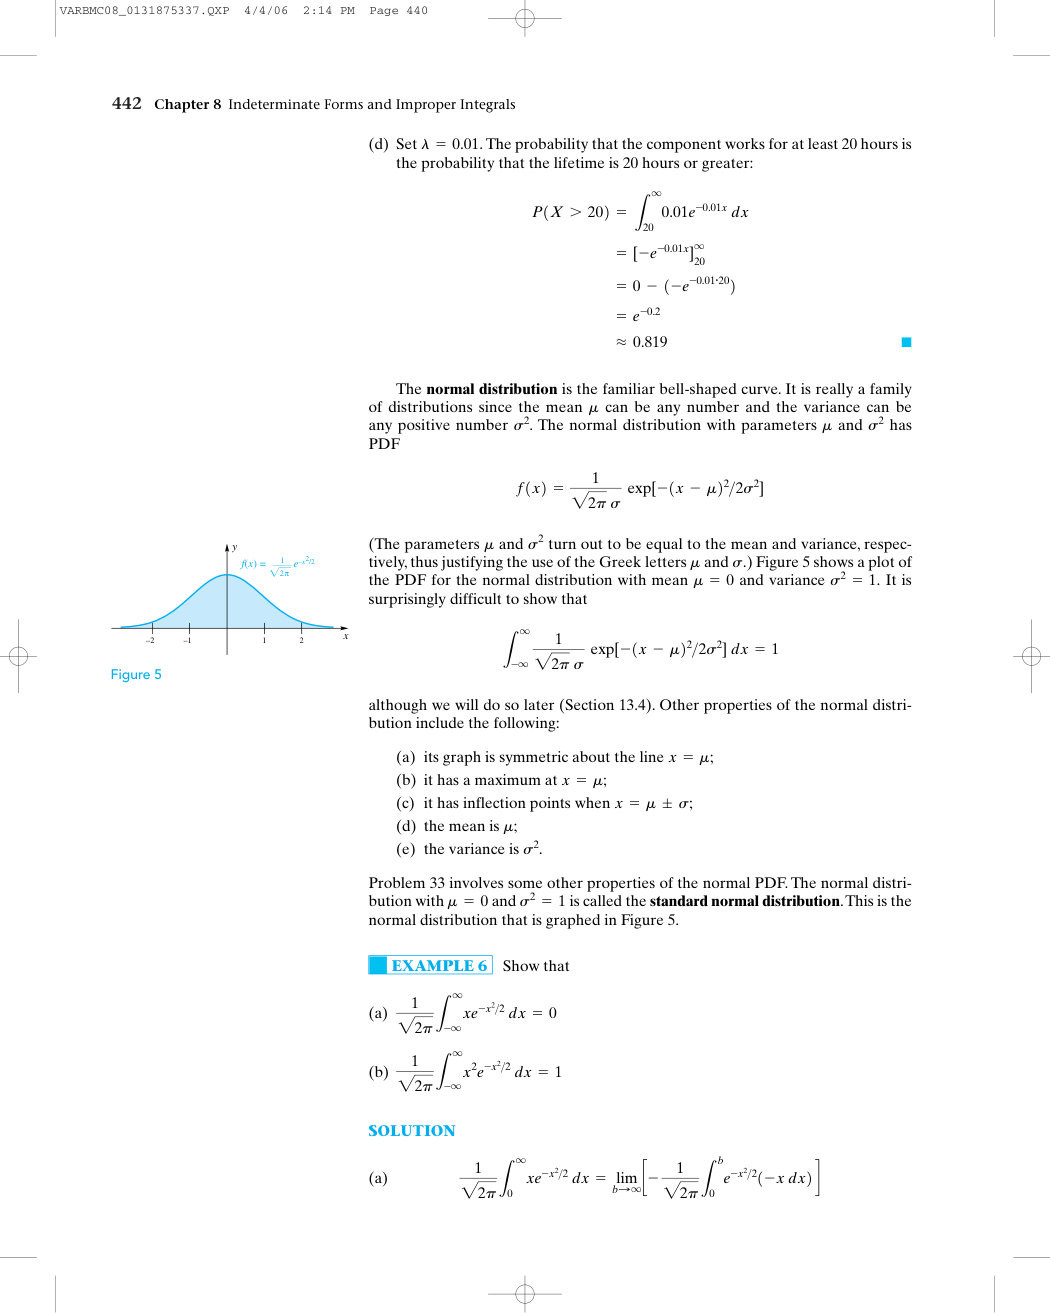 VARBMC08_0131875337.QXP 4/4/06 2:14 PM Page 440
442 Chapter 8 Indeterminate Forms and Improper Integrals
(d) Set λ = 0.01. The probability that the component works for at least 20 hours is
the probability that the lifetime is 20 hours or greater:
P(X > 20) = ∫₂₀^∞ 0.01e^{−0.01x} dx
= [−e^{−0.01x}]₂₀^∞
= 0 − (−e^{−0.01·20})
= e^{−0.2}
≈ 0.819
The normal distribution is the familiar bell-shaped curve. It is really a family
of distributions since the mean μ can be any number and the variance can be
any positive number σ². The normal distribution with parameters μ and σ² has
PDF
f(x) = 1/(√2π σ) exp[−(x − μ)²/2σ²]
(The parameters μ and σ² turn out to be equal to the mean and variance, respec-
tively, thus justifying the use of the Greek letters μ and σ.) Figure 5 shows a plot of
the PDF for the normal distribution with mean μ = 0 and variance σ² = 1. It is
surprisingly difficult to show that
y
f(x) = 1/√2π e^{−x²/2}
−2 −1 1 2 x
Figure 5
∫_{−∞}^∞ 1/(√2π σ) exp[−(x − μ)²/2σ²] dx = 1
although we will do so later (Section 13.4). Other properties of the normal distri-
bution include the following:
(a) its graph is symmetric about the line x = μ;
(b) it has a maximum at x = μ;
(c) it has inflection points when x = μ ± σ;
(d) the mean is μ;
(e) the variance is σ².
Problem 33 involves some other properties of the normal PDF. The normal distri-
bution with μ = 0 and σ² = 1 is called the standard normal distribution. This is the
normal distribution that is graphed in Figure 5.
EXAMPLE 6 Show that
(a) 1/√2π ∫_{−∞}^∞ xe^{−x²/2} dx = 0
(b) 1/√2π ∫_{−∞}^∞ x²e^{−x²/2} dx = 1
SOLUTION
(a) 1/√2π ∫₀^∞ xe^{−x²/2} dx = lim_{b→∞} [−1/√2π ∫₀^b e^{−x²/2}(−x dx)]